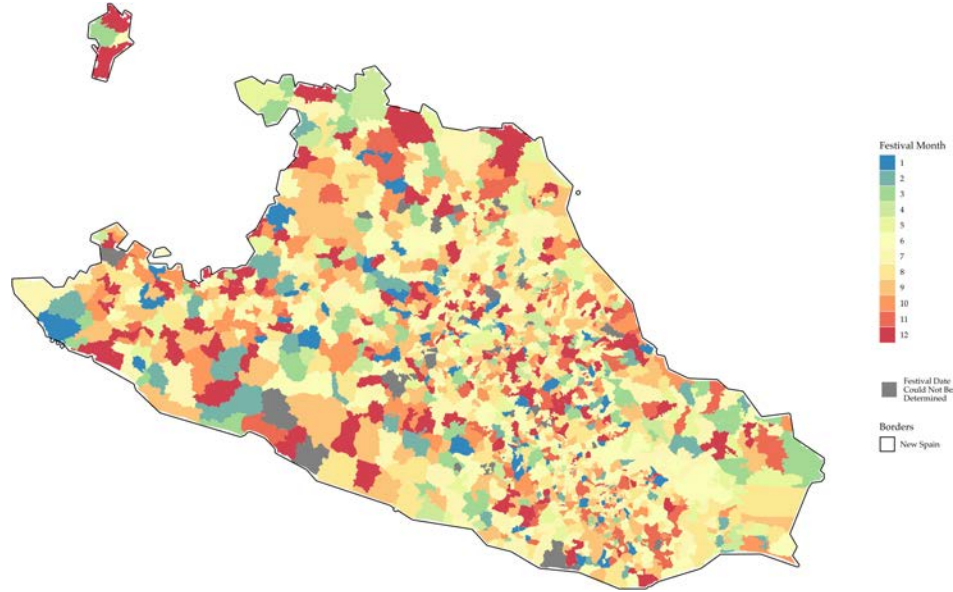 Festival Month
1
2
3
4
5
6
7
8
9
10
11
12
Festival Date
Could Not Be
Determined
Borders
New Spain